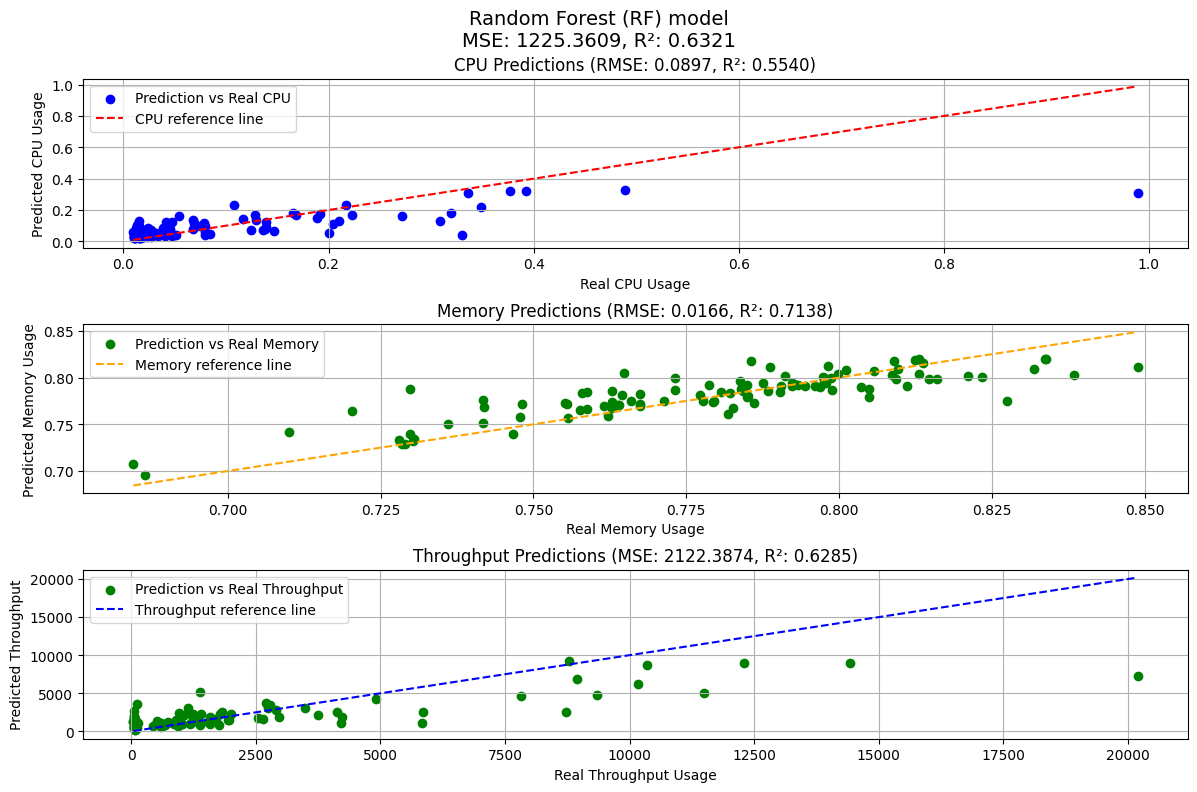 Random Forest (RF) model
MSE: 1225.3609, R²: 0.6321
CPU Predictions (RMSE: 0.0897, R²: 0.5540)
Predicted CPU Usage
1.0
0.8
0.6
0.4
0.2
0.0
Prediction vs Real CPU
CPU reference line
0.0 0.2 0.4 0.6 0.8 1.0
Real CPU Usage
Memory Predictions (RMSE: 0.0166, R²: 0.7138)
Predicted Memory Usage
0.85
0.80
0.75
0.70
Prediction vs Real Memory
Memory reference line
0.700 0.725 0.750 0.775 0.800 0.825 0.850
Real Memory Usage
Throughput Predictions (MSE: 2122.3874, R²: 0.6285)
Predicted Throughput
20000
15000
10000
5000
0
Prediction vs Real Throughput
Throughput reference line
0 2500 5000 7500 10000 12500 15000 17500 20000
Real Throughput Usage